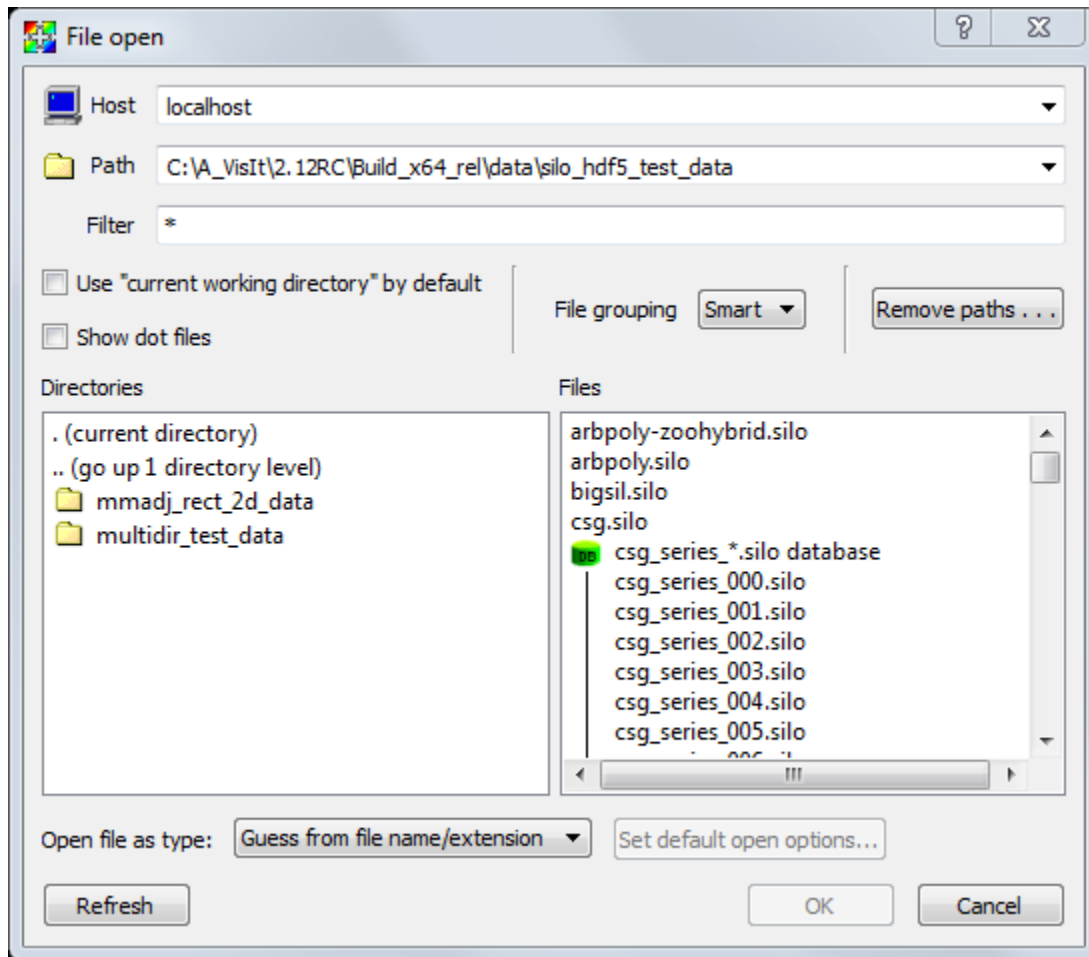 File open
Host localhost
Path C:\A_VisIt\2.12RC\Build_x64_rel\data\silo_hdf5_test_data
Filter *
Use "current working directory" by default
Show dot files
File grouping Smart
Remove paths . . .
Directories
. (current directory)
.. (go up 1 directory level)
mmadj_rect_2d_data
multidir_test_data
Files
arbpoly-zoohybrid.silo
arbpoly.silo
bigsil.silo
csg.silo
DB csg_series_*.silo database
csg_series_000.silo
csg_series_001.silo
csg_series_002.silo
csg_series_003.silo
csg_series_004.silo
csg_series_005.silo
Open file as type: Guess from file name/extension
Set default open options...
Refresh
OK
Cancel